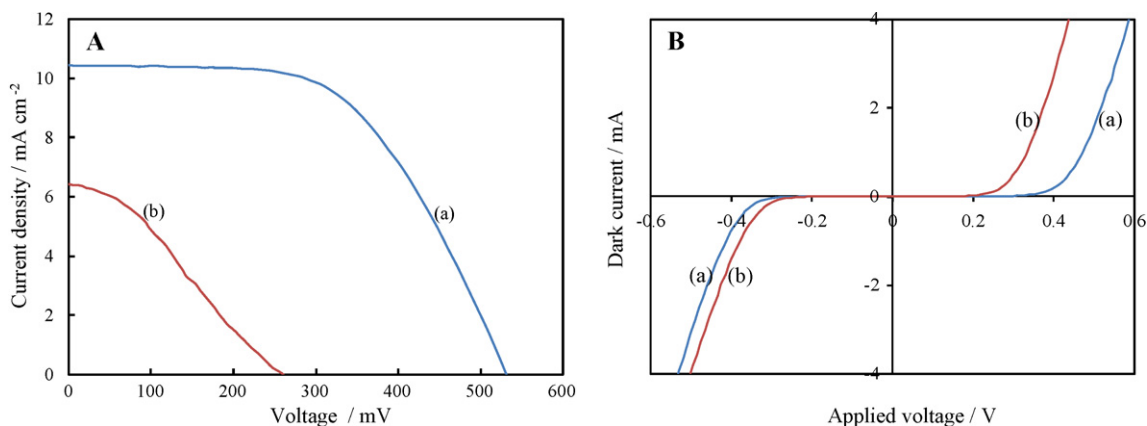 A
12
10
8
6
4
2
0
Current density / mA cm⁻²
(b)
(a)
0 100 200 300 400 500 600
Voltage / mV
B
4
2
0
-2
-4
Dark current / mA
(b)
(a)
(a)
(b)
-0.6 -0.4 -0.2 0 0.2 0.4 0.6
Applied voltage / V